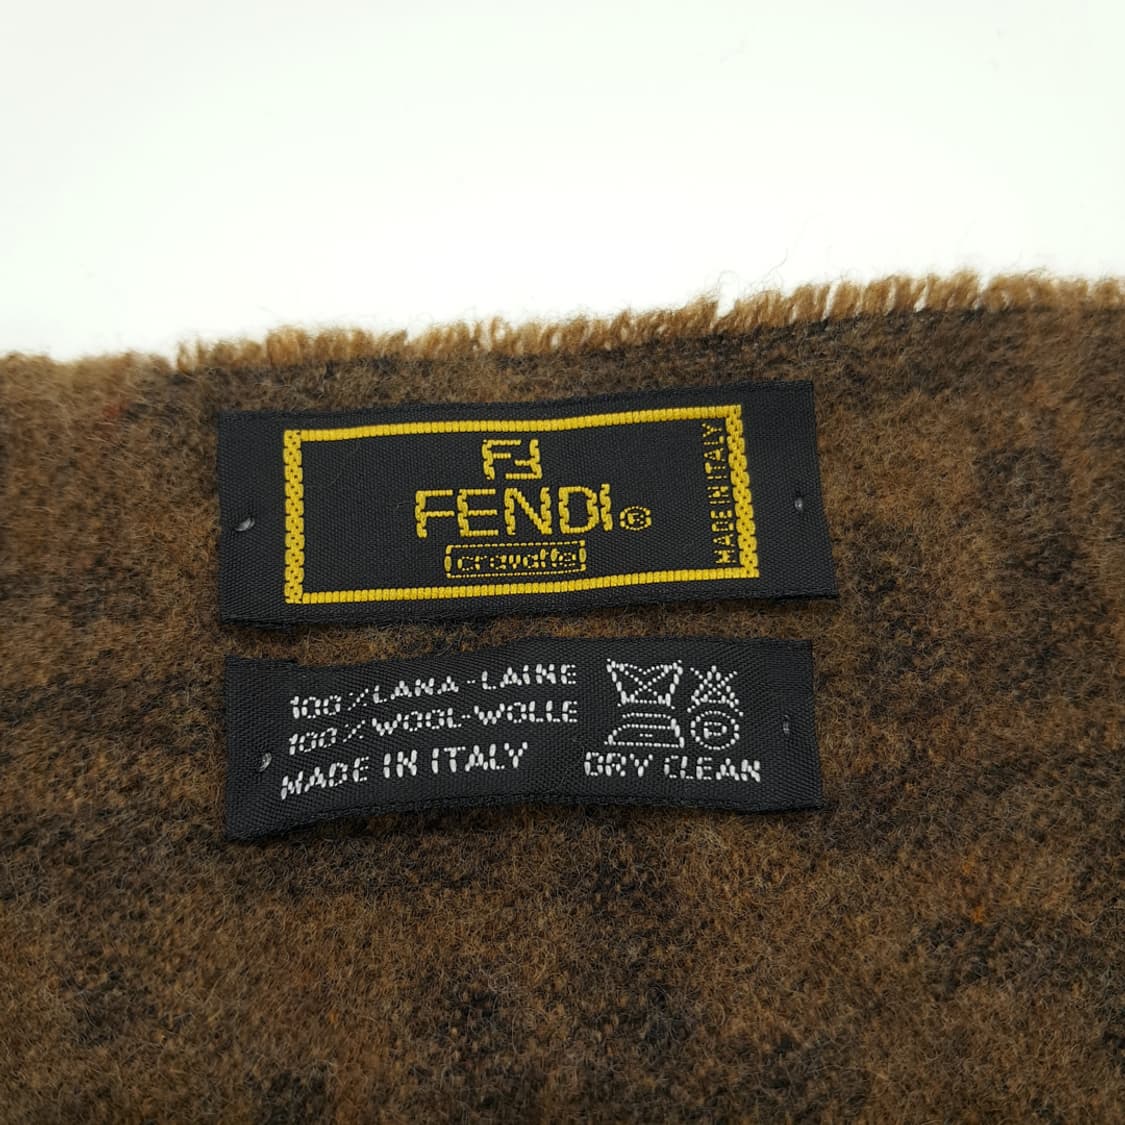 FF
FENDI®
cravatte
MADE IN ITALY
100%LANA-LAINE
100%WOOL-WOLLE
MADE IN ITALY
P
DRY CLEAN